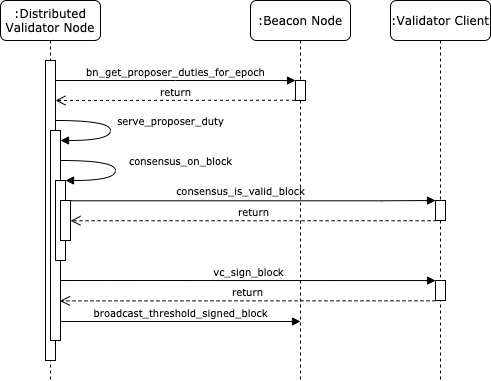 :Distributed
Validator Node
:Beacon Node
:Validator Client
bn_get_proposer_duties_for_epoch
return
serve_proposer_duty
consensus_on_block
consensus_is_valid_block
return
vc_sign_block
return
broadcast_threshold_signed_block